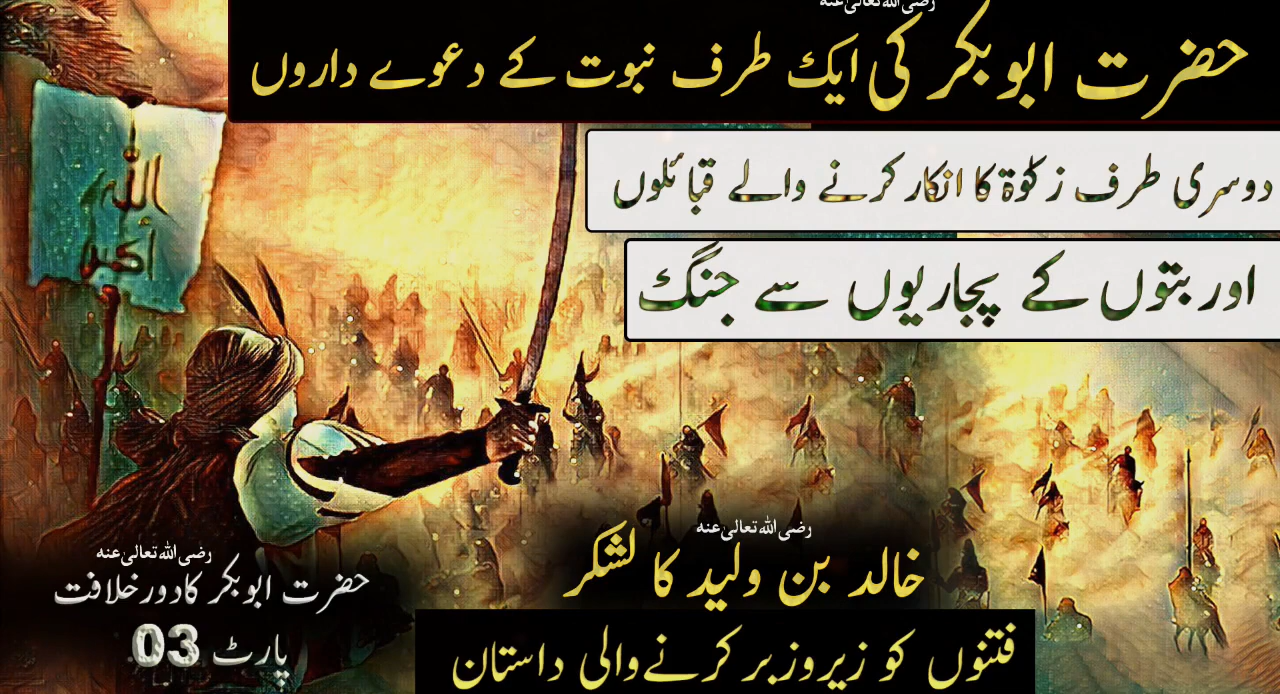 رضی اللہ تعالیٰ عنہ
حضرت ابوبکر کی ایک طرف نبوت کے دعوے داروں
دوسری طرف زکوٰۃ کا انکار کرنے والے قبائلوں
اور بتوں کے پجاریوں سے جنگ
اللہ
أكبر
رضی اللہ تعالیٰ عنہ
خالد بن ولید کا لشکر
فتنوں کو زیروزبر کرنے والی داستان
رضی اللہ تعالیٰ عنہ
حضرت ابوبکر کا دور خلافت
پارٹ 03